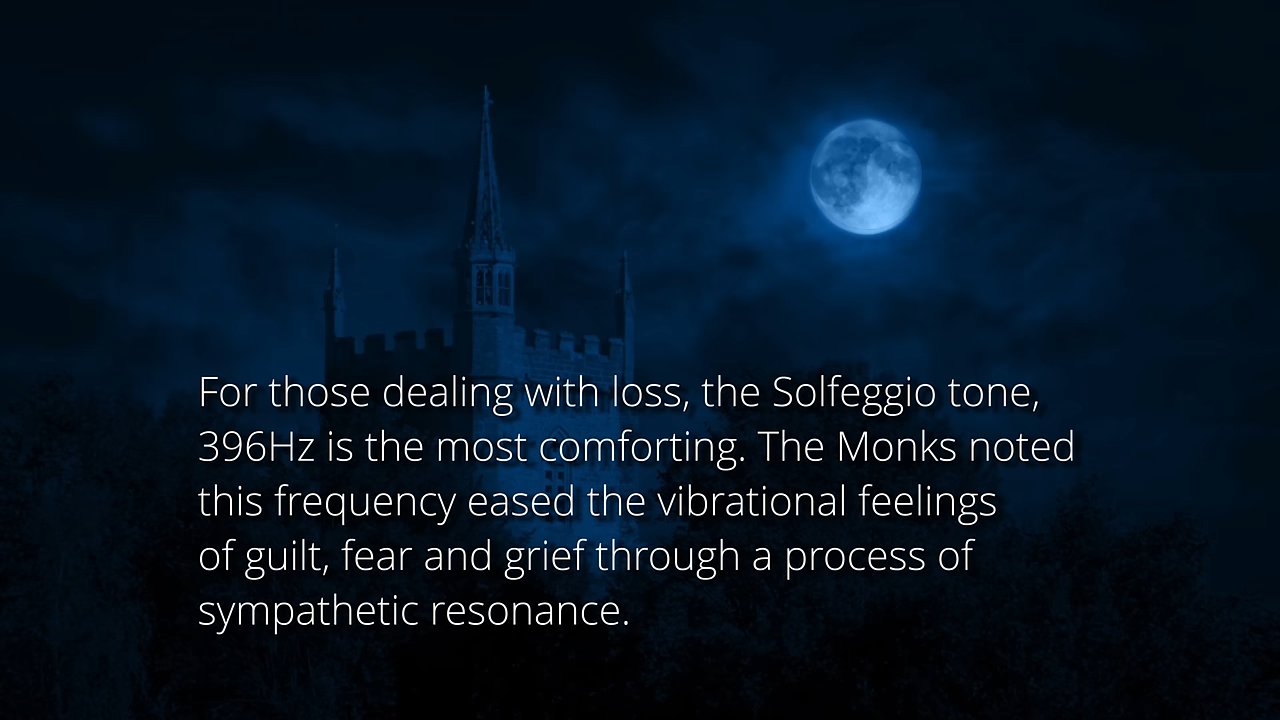 For those dealing with loss, the Solfeggio tone,
396Hz is the most comforting. The Monks noted
this frequency eased the vibrational feelings
of guilt, fear and grief through a process of
sympathetic resonance.